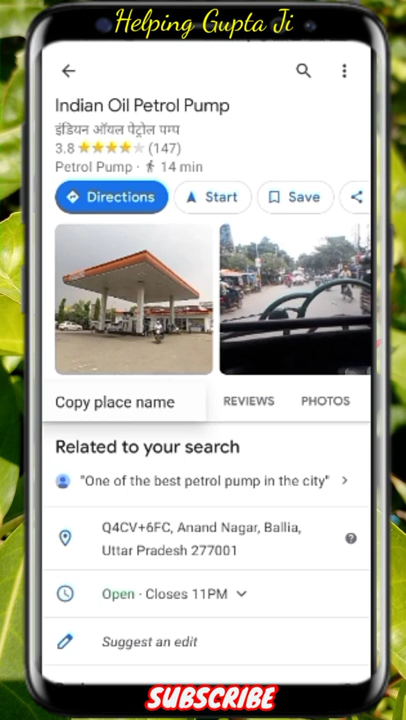 Helping Gupta Ji
Indian Oil Petrol Pump
इंडियन ऑयल पेट्रोल पम्प
3.8 (147)
Petrol Pump · 14 min
Directions Start Save
Copy place name REVIEWS PHOTOS
Related to your search
"One of the best petrol pump in the city"
Q4CV+6FC, Anand Nagar, Ballia,
Uttar Pradesh 277001
Open · Closes 11PM
Suggest an edit
SUBSCRIBE